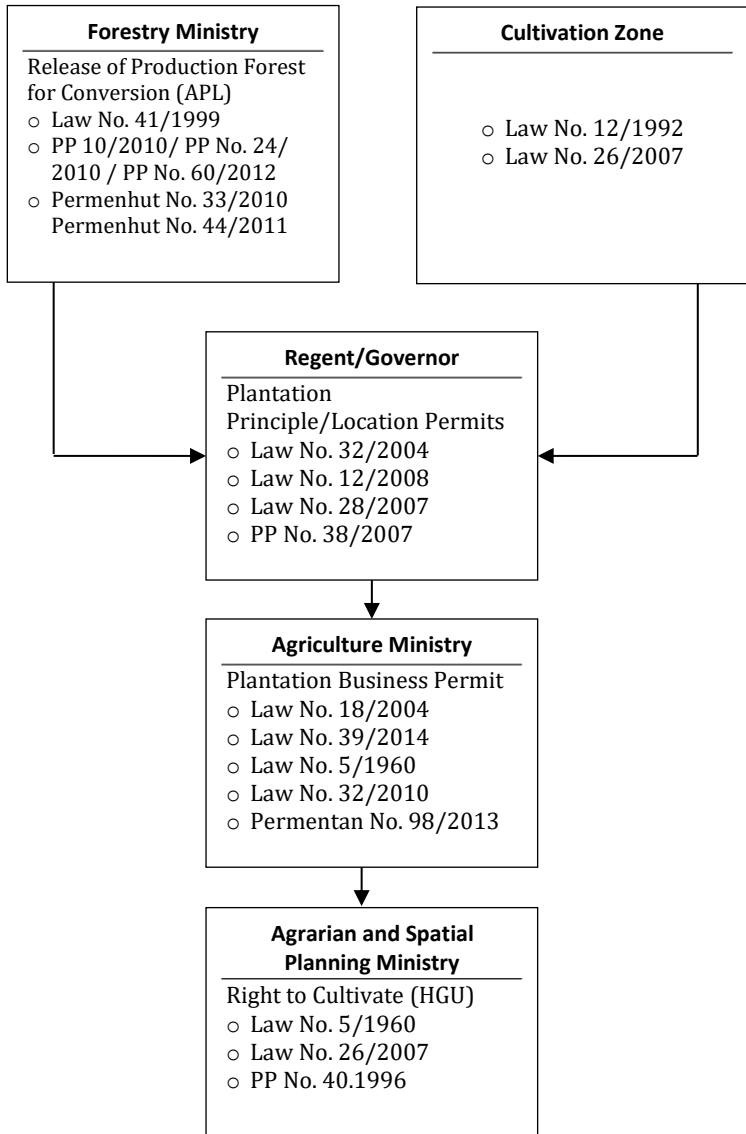 Forestry Ministry
Release of Production Forest
for Conversion (APL)
o Law No. 41/1999
o PP 10/2010/ PP No. 24/
2010 / PP No. 60/2012
o Permenhut No. 33/2010
Permenhut No. 44/2011
Cultivation Zone
o Law No. 12/1992
o Law No. 26/2007
Regent/Governor
Plantation
Principle/Location Permits
o Law No. 32/2004
o Law No. 12/2008
o Law No. 28/2007
o PP No. 38/2007
Agriculture Ministry
Plantation Business Permit
o Law No. 18/2004
o Law No. 39/2014
o Law No. 5/1960
o Law No. 32/2010
o Permentan No. 98/2013
Agrarian and Spatial
Planning Ministry
Right to Cultivate (HGU)
o Law No. 5/1960
o Law No. 26/2007
o PP No. 40.1996